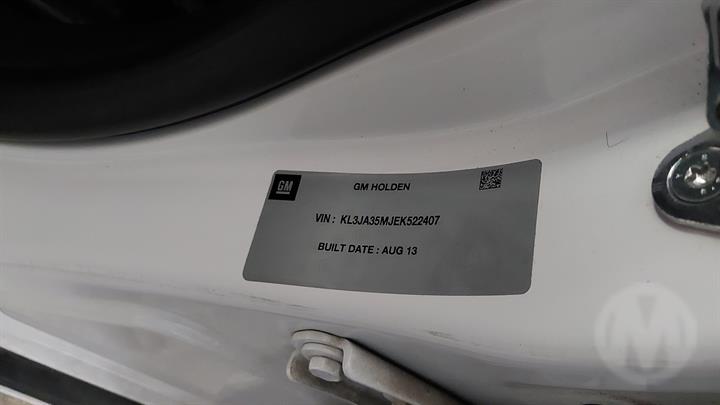 GM
GM HOLDEN
VIN : KL3JA35MJEK522407
BUILT DATE : AUG 13
M